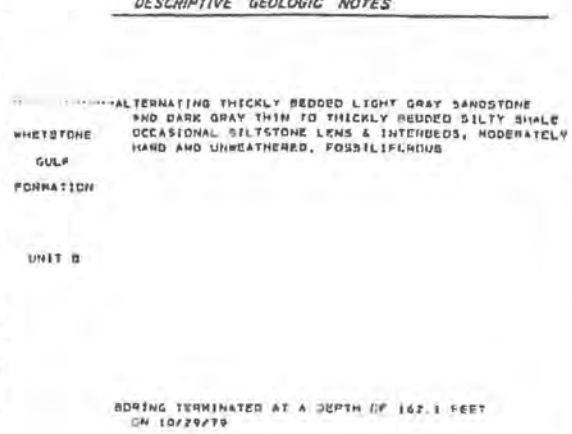 DESCRIPTIVE GEOLOGIC NOTES
ALTERNATING THICKLY BEDDED LIGHT GRAY SANDSTONE
AND DARK GRAY THIN TO THICKLY BEDDED SILTY SHALE
OCCASIONAL SILTSTONE LENS & INTERBEDS, MODERATELY
HARD AND UNWEATHERED, FOSSILIFEROUS
WHETSTONE
GULF
FORMATION
UNIT B
BORING TERMINATED AT A DEPTH OF 162.1 FEET
ON 10/29/79